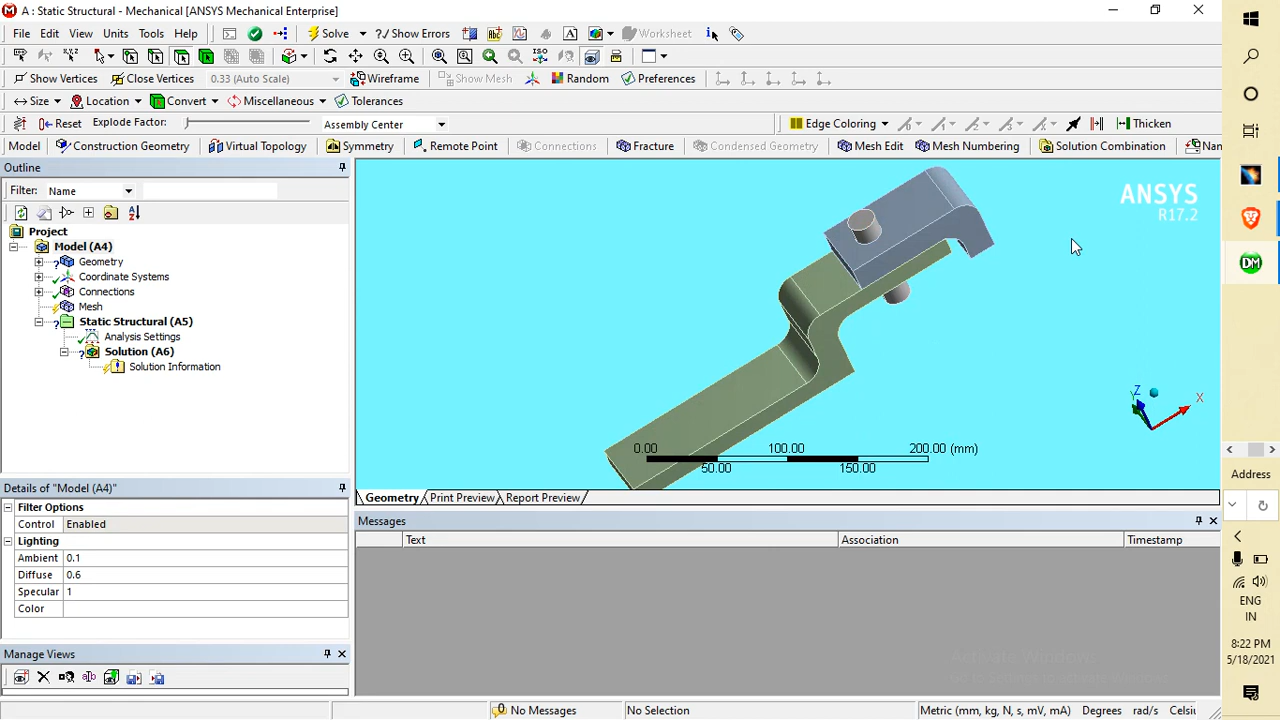 A : Static Structural - Mechanical [ANSYS Mechanical Enterprise]
File Edit View Units Tools Help Solve Show Errors Worksheet
Show Vertices Close Vertices 0.33 (Auto Scale) Wireframe Show Mesh Random Preferences
Size Location Convert Miscellaneous Tolerances
Reset Explode Factor: Assembly Center Edge Coloring Thicken
Model Construction Geometry Virtual Topology Symmetry Remote Point Connections Fracture Condensed Geometry Mesh Edit Mesh Numbering Solution Combination Nan
Outline
Filter: Name
Project
Model (A4)
Geometry
Coordinate Systems
Connections
Mesh
Static Structural (A5)
Analysis Settings
Solution (A6)
Solution Information
Details of "Model (A4)"
Filter Options
Control Enabled
Lighting
Ambient 0.1
Diffuse 0.6
Specular 1
Color
Manage Views
ANSYS
R17.2
Z
Y
X
0.00 100.00 200.00 (mm)
50.00 150.00
Geometry Print Preview Report Preview
Messages
Text Association Timestamp
Activate Windows
No Messages No Selection Metric (mm, kg, N, s, mV, mA) Degrees rad/s Celsiu
DM
Address
ENG
IN
8:22 PM
5/18/2021